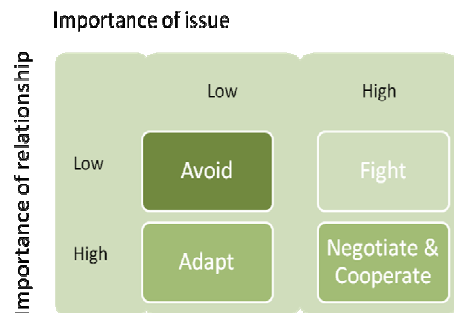 Importance of issue
Importance of relationship
Low High
Low Avoid Fight
High Adapt Negotiate &
Cooperate